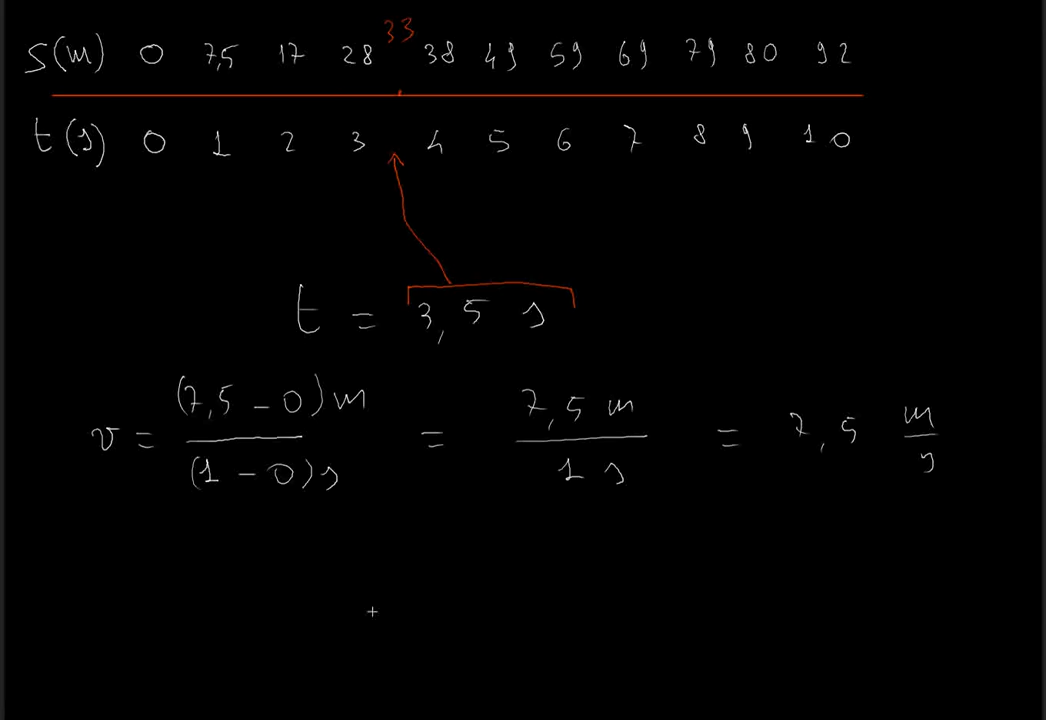 33
s(m) 0 7,5 17 28 38 49 59 69 79 80 92
t(s) 0 1 2 3 4 5 6 7 8 9 10
t = 3,5 s
v = (7,5 - 0) m / (1 - 0) s = 7,5 m / 1 s = 7,5 m/s